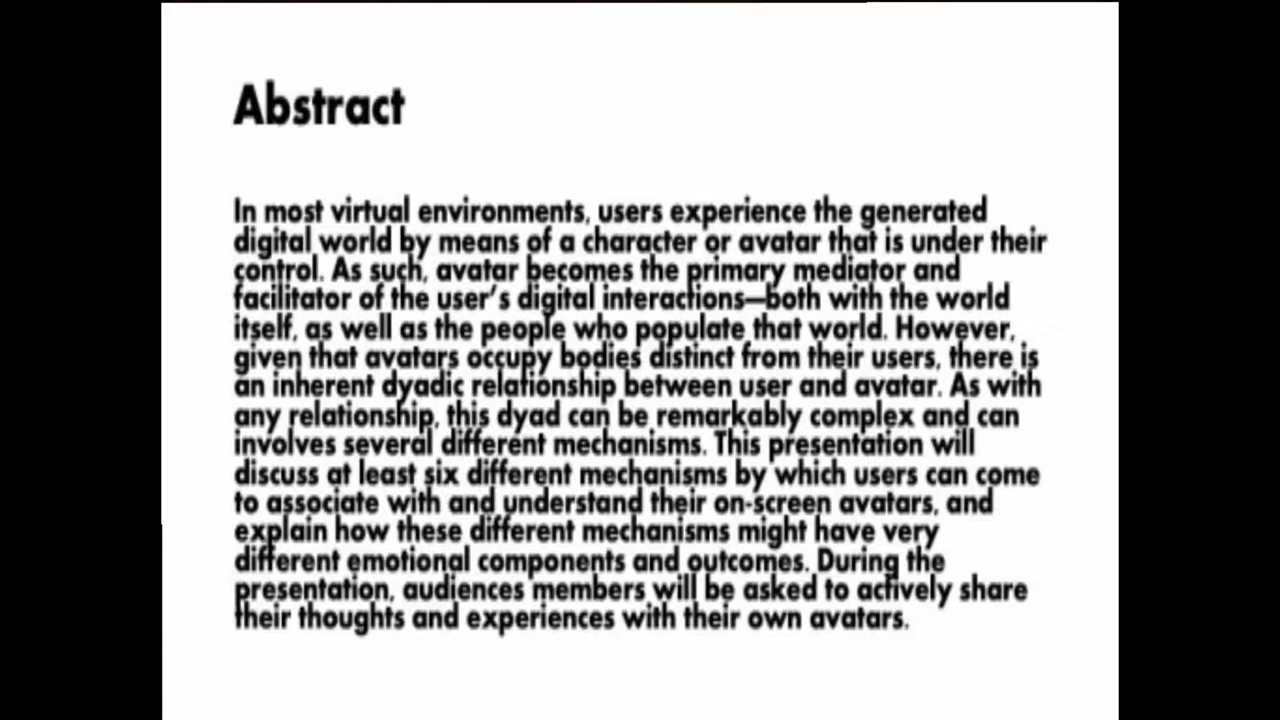 Abstract
In most virtual environments, users experience the generated
digital world by means of a character or avatar that is under their
control. As such, avatar becomes the primary mediator and
facilitator of the user’s digital interactions—both with the world
itself, as well as the people who populate that world. However,
given that avatars occupy bodies distinct from their users, there is
an inherent dyadic relationship between user and avatar. As with
any relationship, this dyad can be remarkably complex and can
involves several different mechanisms. This presentation will
discuss at least six different mechanisms by which users can come
to associate with and understand their on-screen avatars, and
explain how these different mechanisms might have very
different emotional components and outcomes. During the
presentation, audiences members will be asked to actively share
their thoughts and experiences with their own avatars.